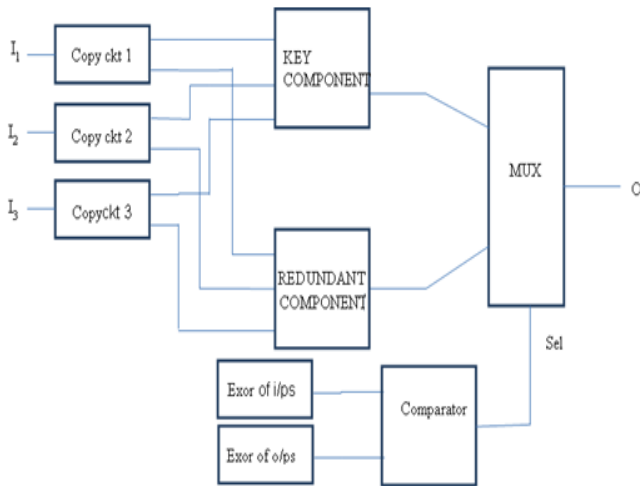 I1
Copy ckt 1
I2
Copy ckt 2
I3
Copyckt 3
KEY
COMPONENT
REDUNDANT
COMPONENT
MUX
O
Sel
Exor of i/ps
Exor of o/ps
Comparator